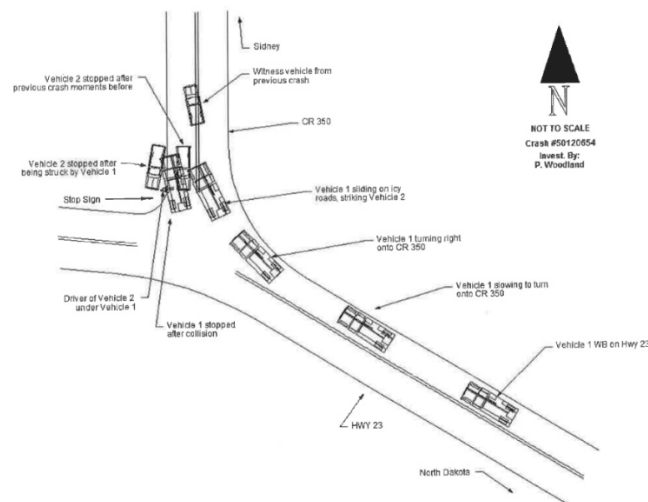 Sidney
Vehicle 2 stopped after
previous crash moments before
Witness vehicle from
previous crash
N
NOT TO SCALE
Crash #50120654
Invest. By:
P. Woodland
CR 350
Vehicle 2 stopped after
being struck by Vehicle 1
Stop Sign
Vehicle 1 sliding on icy
roads, striking Vehicle 2
Vehicle 1 turning right
onto CR 350
Driver of Vehicle 2
under Vehicle 1
Vehicle 1 stopped
after collision
Vehicle 1 slowing to turn
onto CR 350
Vehicle 1 WB on Hwy 23
HWY 23
North Dakota